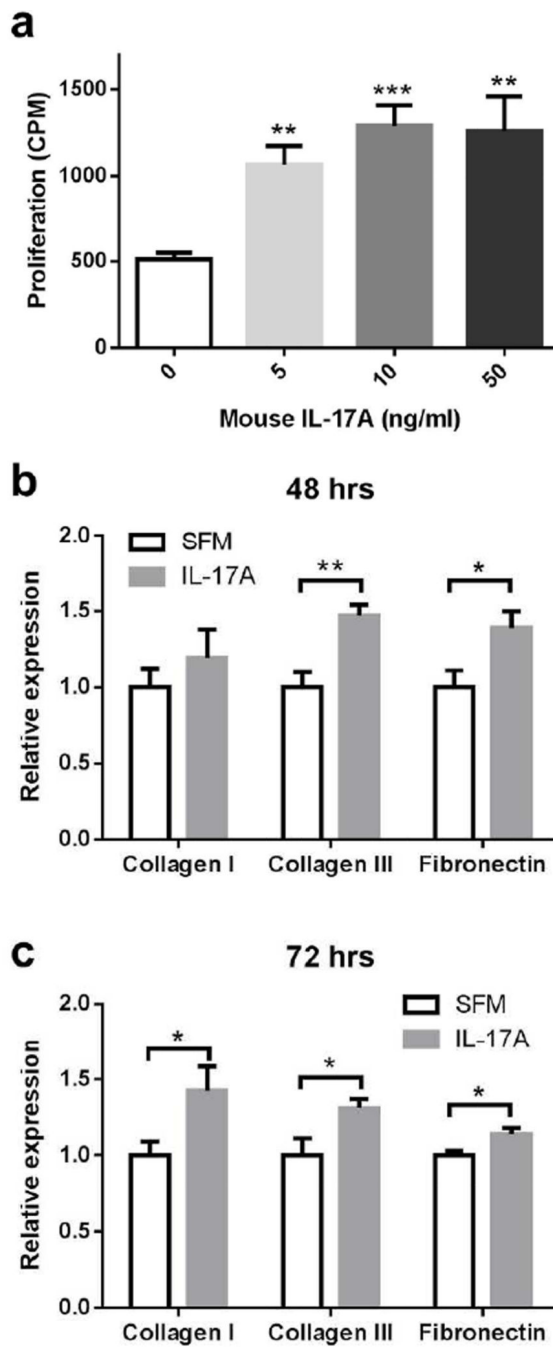 a
Proliferation (CPM)
1500
1000
500
0
** *** **
0 5 10 50
Mouse IL-17A (ng/ml)
b
48 hrs
Relative expression
2.0
1.5
1.0
0.5
0.0
SFM
IL-17A
** *
Collagen I Collagen III Fibronectin
c
72 hrs
Relative expression
2.0
1.5
1.0
0.5
0.0
SFM
IL-17A
* * *
Collagen I Collagen III Fibronectin